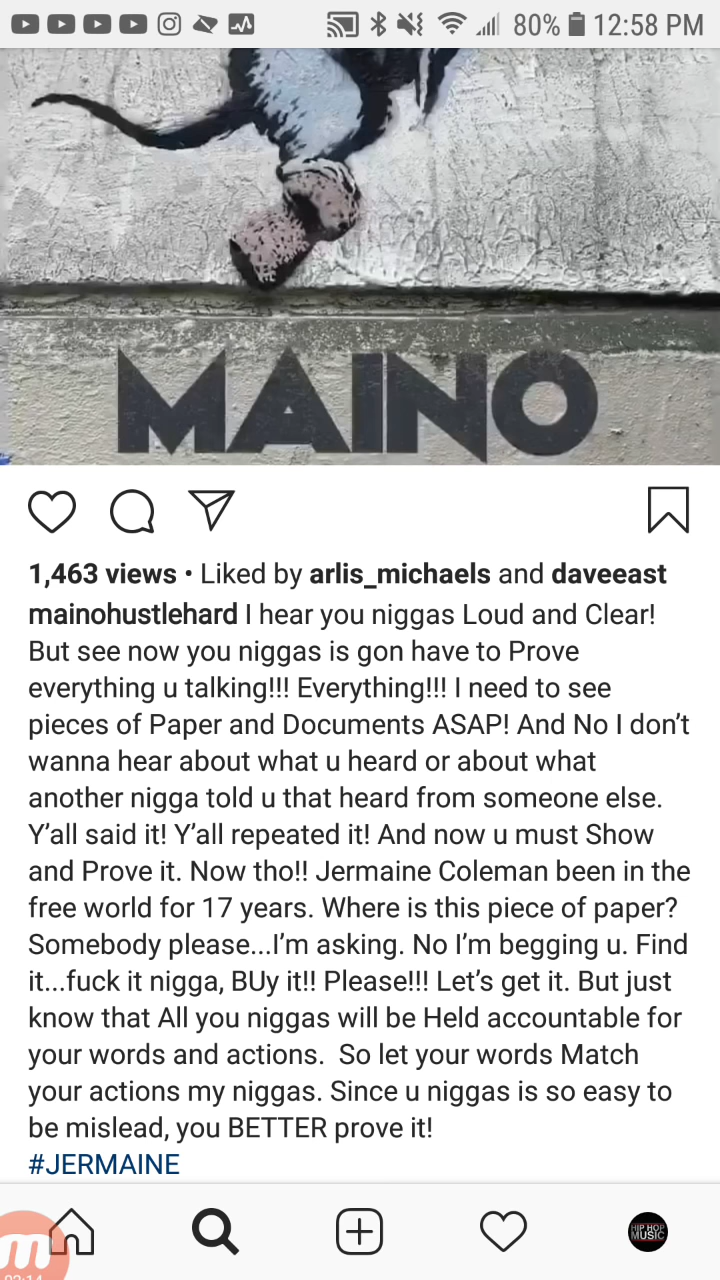 80% 12:58 PM
MAINO
1,463 views • Liked by arlis_michaels and daveeast
mainohustlehard I hear you niggas Loud and Clear!
But see now you niggas is gon have to Prove
everything u talking!!! Everything!!! I need to see
pieces of Paper and Documents ASAP! And No I don’t
wanna hear about what u heard or about what
another nigga told u that heard from someone else.
Y’all said it! Y’all repeated it! And now u must Show
and Prove it. Now tho!! Jermaine Coleman been in the
free world for 17 years. Where is this piece of paper?
Somebody please...I’m asking. No I’m begging u. Find
it...fuck it nigga, BUy it!! Please!!! Let’s get it. But just
know that All you niggas will be Held accountable for
your words and actions.  So let your words Match
your actions my niggas. Since u niggas is so easy to
be mislead, you BETTER prove it!
#JERMAINE
HIP HOP
MUSIC
m